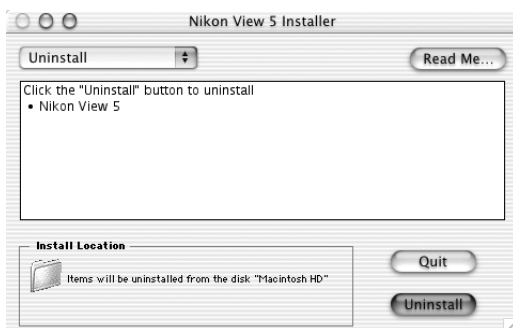 Nikon View 5 Installer
Uninstall
Read Me...
Click the "Uninstall" button to uninstall
• Nikon View 5
Install Location
Items will be uninstalled from the disk "Macintosh HD"
Quit
Uninstall